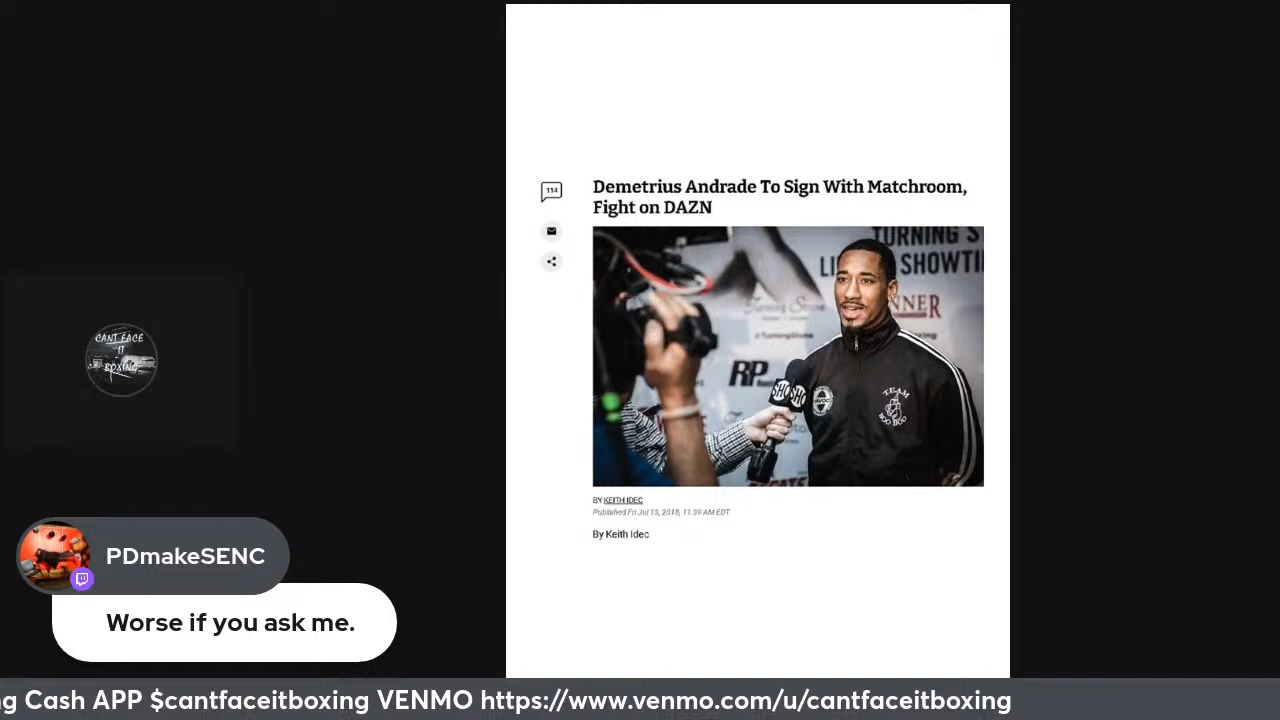 114
Demetrius Andrade To Sign With Matchroom,
Fight on DAZN
TURNING S
SHOWTI
NNER
RP
SHO
TEAM
BOO BOO
BY KEITH IDEC
Published Fri Jul 13, 2018, 11:39 AM EDT
By Keith Idec
CANT FACE
IT
BOXING
PDmakeSENC
Worse if you ask me.
ng Cash APP $cantfaceitboxing VENMO https://www.venmo.com/u/cantfaceitboxing